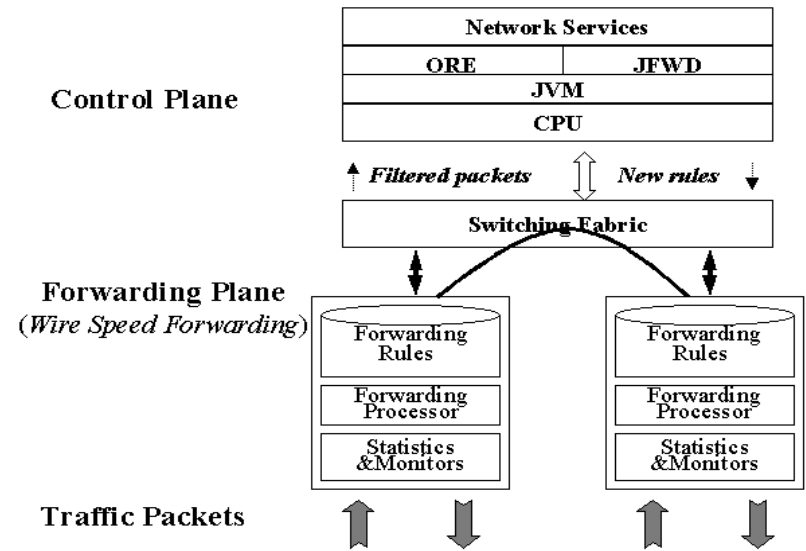 Network Services
ORE JFWD
JVM
Control Plane
CPU
Filtered packets New rules
Switching Fabric
Forwarding Plane
(Wire Speed Forwarding)
Forwarding
Rules
Forwarding
Processor
Statistics
&Monitors
Forwarding
Rules
Forwarding
Processor
Statistics
&Monitors
Traffic Packets